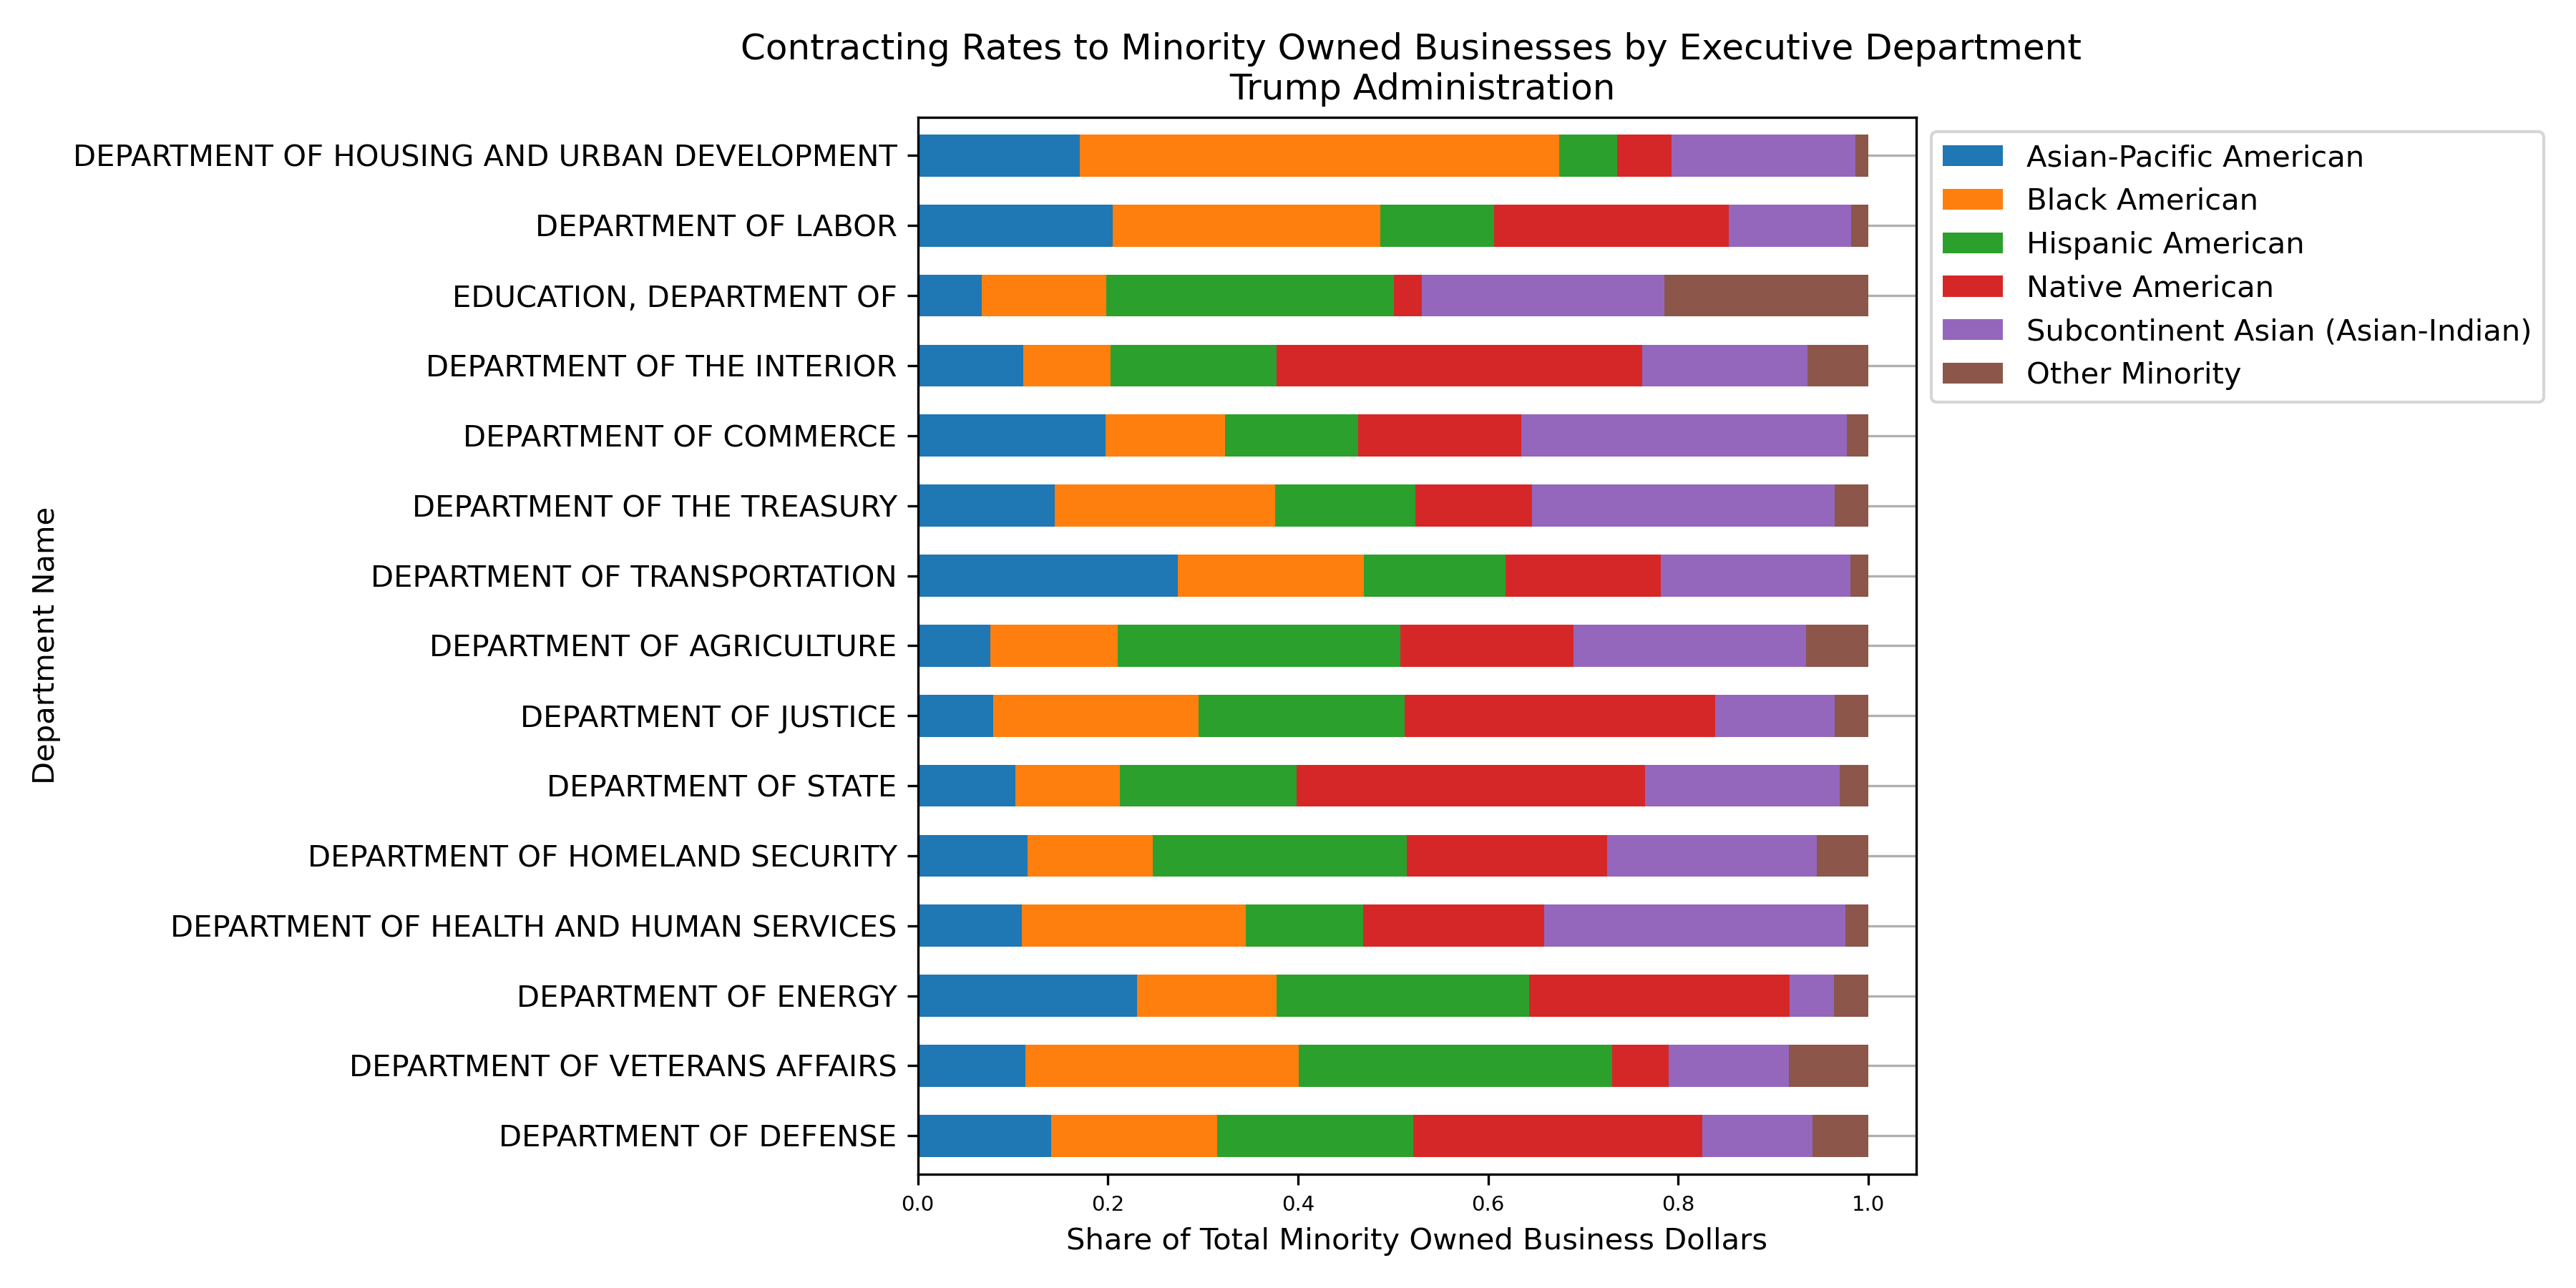 Contracting Rates to Minority Owned Businesses by Executive Department
Trump Administration
DEPARTMENT OF HOUSING AND URBAN DEVELOPMENT
DEPARTMENT OF LABOR
EDUCATION, DEPARTMENT OF
DEPARTMENT OF THE INTERIOR
DEPARTMENT OF COMMERCE
DEPARTMENT OF THE TREASURY
DEPARTMENT OF TRANSPORTATION
DEPARTMENT OF AGRICULTURE
DEPARTMENT OF JUSTICE
DEPARTMENT OF STATE
DEPARTMENT OF HOMELAND SECURITY
DEPARTMENT OF HEALTH AND HUMAN SERVICES
DEPARTMENT OF ENERGY
DEPARTMENT OF VETERANS AFFAIRS
DEPARTMENT OF DEFENSE
Department Name
0.0 0.2 0.4 0.6 0.8 1.0
Share of Total Minority Owned Business Dollars
Asian-Pacific American
Black American
Hispanic American
Native American
Subcontinent Asian (Asian-Indian)
Other Minority